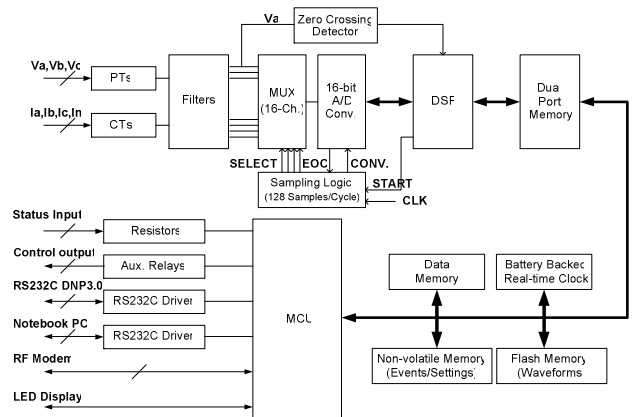 Va
Zero Crossing
Detector
Va,Vb,Vc
PTs
Ia,Ib,Ic,In
CTs
Filters
MUX
(16-Ch.)
16-bit
A/D
Conv.
DSP
Dual
Port
Memory
SELECT
EOC
CONV.
Sampling Logic
(128 Samples/Cycle)
START
CLK
Status Input
Resistors
Control output
Aux. Relays
RS232C DNP3.0
RS232C Driver
Notebook PC
RS232C Driver
RF Modem
LED Display
MCU
Data
Memory
Battery Backed
Real-time Clock
Non-volatile Memory
(Events/Settings)
Flash Memory
(Waveforms